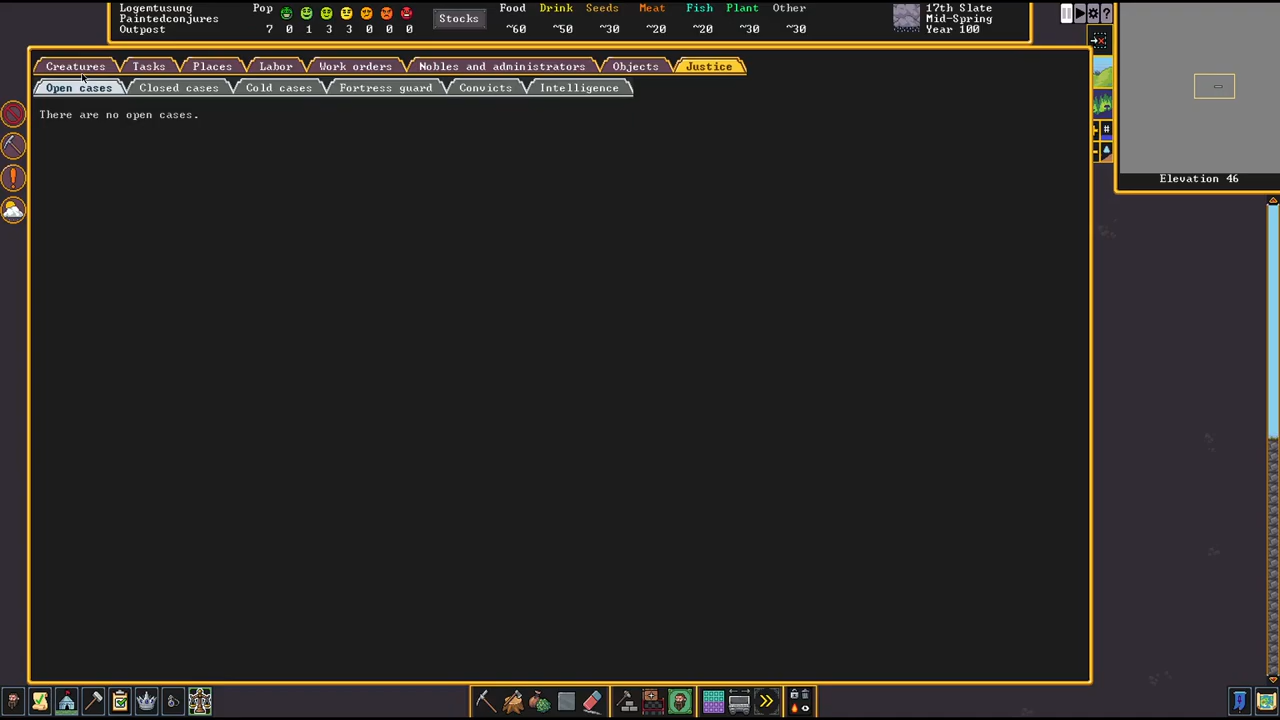 Logemtusung Pop Stocks Food Drink Seeds Meat Fish Plant Other 17th Slate
Paintedconjures Mid-Spring
Outpost 7 0 1 3 3 0 0 0 ~60 ~50 ~30 ~20 ~20 ~30 ~30 Year 100
Creatures Tasks Places Labor Work orders Nobles and administrators Objects Justice
Open cases Closed cases Cold cases Fortress guard Convicts Intelligence
There are no open cases.
Elevation 46